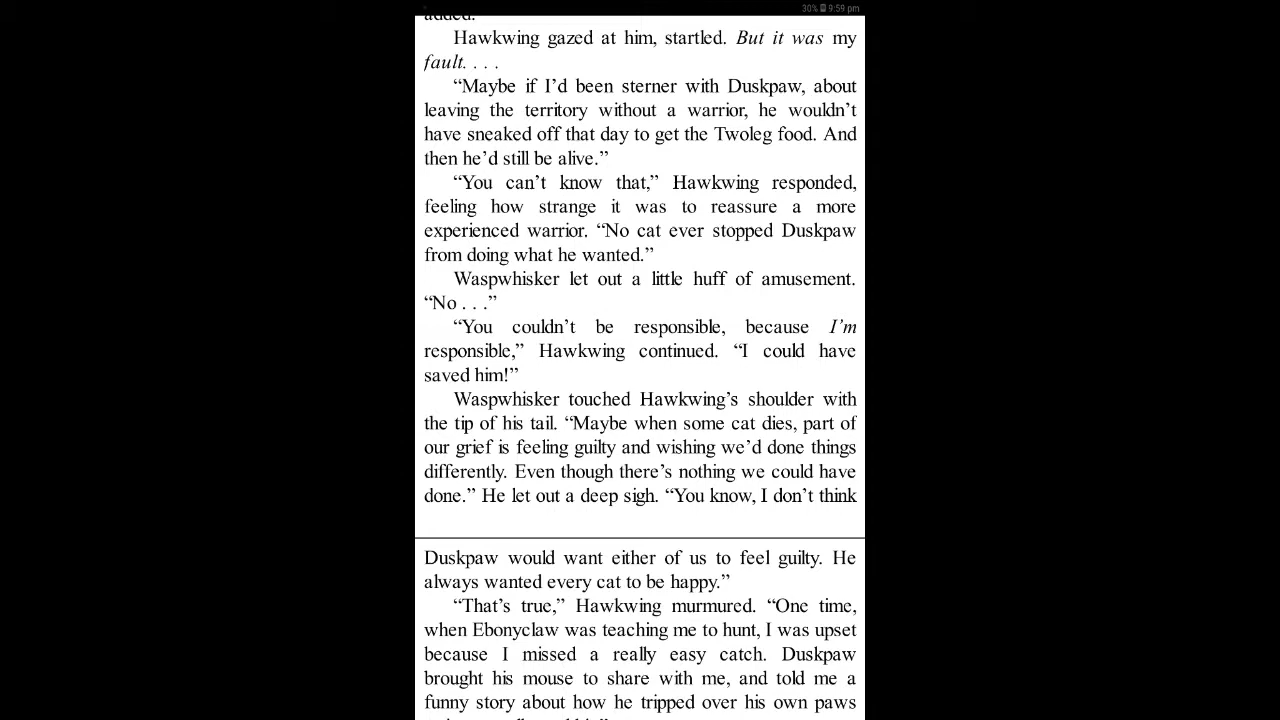 30% 9:59 pm
added.
Hawkwing gazed at him, startled. But it was my
fault. . . .
“Maybe if I’d been sterner with Duskpaw, about
leaving the territory without a warrior, he wouldn’t
have sneaked off that day to get the Twoleg food. And
then he’d still be alive.”
“You can’t know that,” Hawkwing responded,
feeling how strange it was to reassure a more
experienced warrior. “No cat ever stopped Duskpaw
from doing what he wanted.”
Waspwhisker let out a little huff of amusement.
“No . . .”
“You couldn’t be responsible, because I’m
responsible,” Hawkwing continued. “I could have
saved him!”
Waspwhisker touched Hawkwing’s shoulder with
the tip of his tail. “Maybe when some cat dies, part of
our grief is feeling guilty and wishing we’d done things
differently. Even though there’s nothing we could have
done.” He let out a deep sigh. “You know, I don’t think
Duskpaw would want either of us to feel guilty. He
always wanted every cat to be happy.”
“That’s true,” Hawkwing murmured. “One time,
when Ebonyclaw was teaching me to hunt, I was upset
because I missed a really easy catch. Duskpaw
brought his mouse to share with me, and told me a
funny story about how he tripped over his own paws